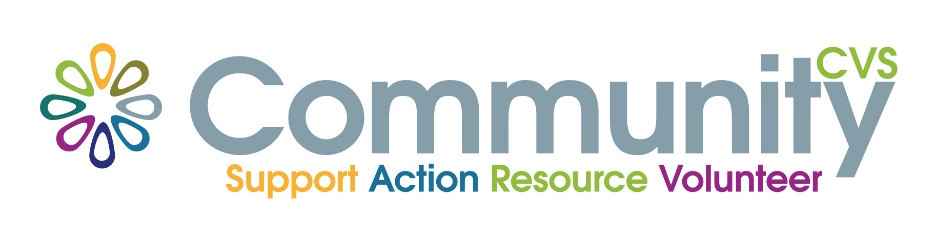 Community CVS
Support Action Resource Volunteer